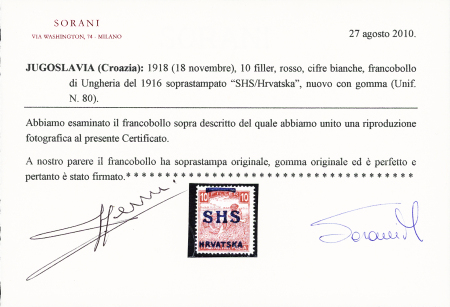 SORANI
VIA WASHINGTON, 74 - MILANO
27 agosto 2010.
JUGOSLAVIA (Croazia): 1918 (18 novembre), 10 filler, rosso, cifre bianche, francobollo
di Ungheria del 1916 soprastampato "SHS/Hrvatska", nuovo con gomma (Unif.
N. 80).
Abbiamo esaminato il francobollo sopra descritto del quale abbiamo unito una riproduzione
fotografica al presente Certificato.
A nostro parere il francobollo ha soprastampa originale, gomma originale ed è perfetto e
pertanto è stato firmato.* * * * * * * * * * * * * * * * * * * * * * * * * * * * * * * * * * * * * *
10 10
SHS
HRVATSKA
Sorani